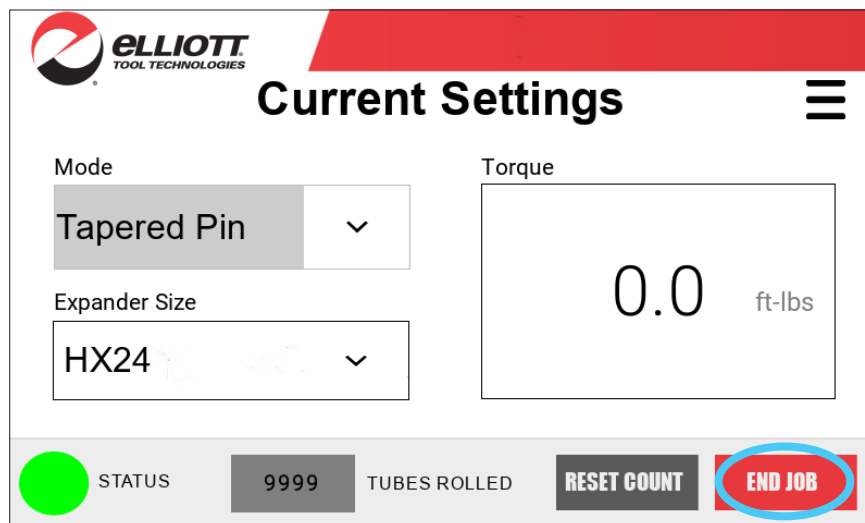 eLLIOTT.
TOOL TECHNOLOGIES
Current Settings
Mode
Tapered Pin
Torque
0.0 ft-lbs
Expander Size
HX24
STATUS
9999 TUBES ROLLED
RESET COUNT
END JOB